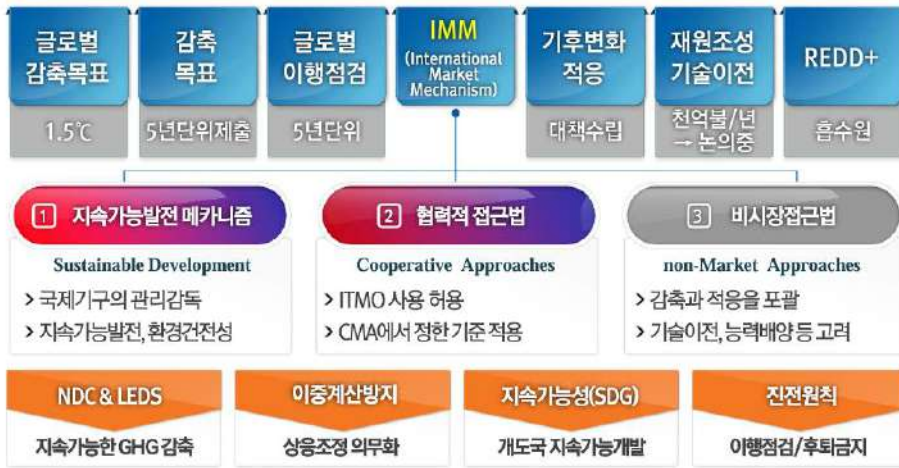 글로벌
감축목표
1.5℃
감축
목표
5년단위제출
글로벌
이행점검
5년단위
IMM
(International
Market
Mechanism)
기후변화
적응
대책수립
재원조성
기술이전
천억불/년
→ 논의중
REDD+
흡수원
1 지속가능발전 메카니즘
Sustainable Development
> 국제기구의 관리감독
> 지속가능발전, 환경건전성
2 협력적 접근법
Cooperative Approaches
> ITMO 사용 허용
> CMA에서 정한 기준 적용
3 비시장접근법
non-Market Approaches
> 감축과 적응을 포괄
> 기술이전, 능력배양 등 고려
NDC & LEDS
지속가능한 GHG 감축
이중계산방지
상응조정 의무화
지속가능성(SDG)
개도국 지속가능개발
진전원칙
이행점검/후퇴금지